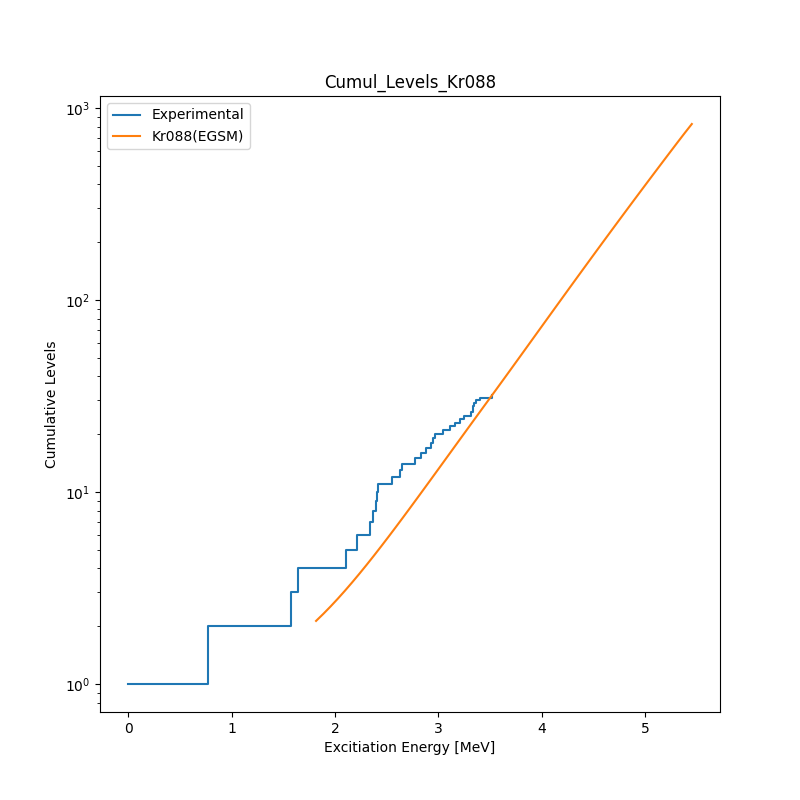 Cumul_Levels_Kr088
Experimental
Kr088(EGSM)
Cumulative Levels
10³
10²
10¹
10⁰
0 1 2 3 4 5
Excitiation Energy [MeV]